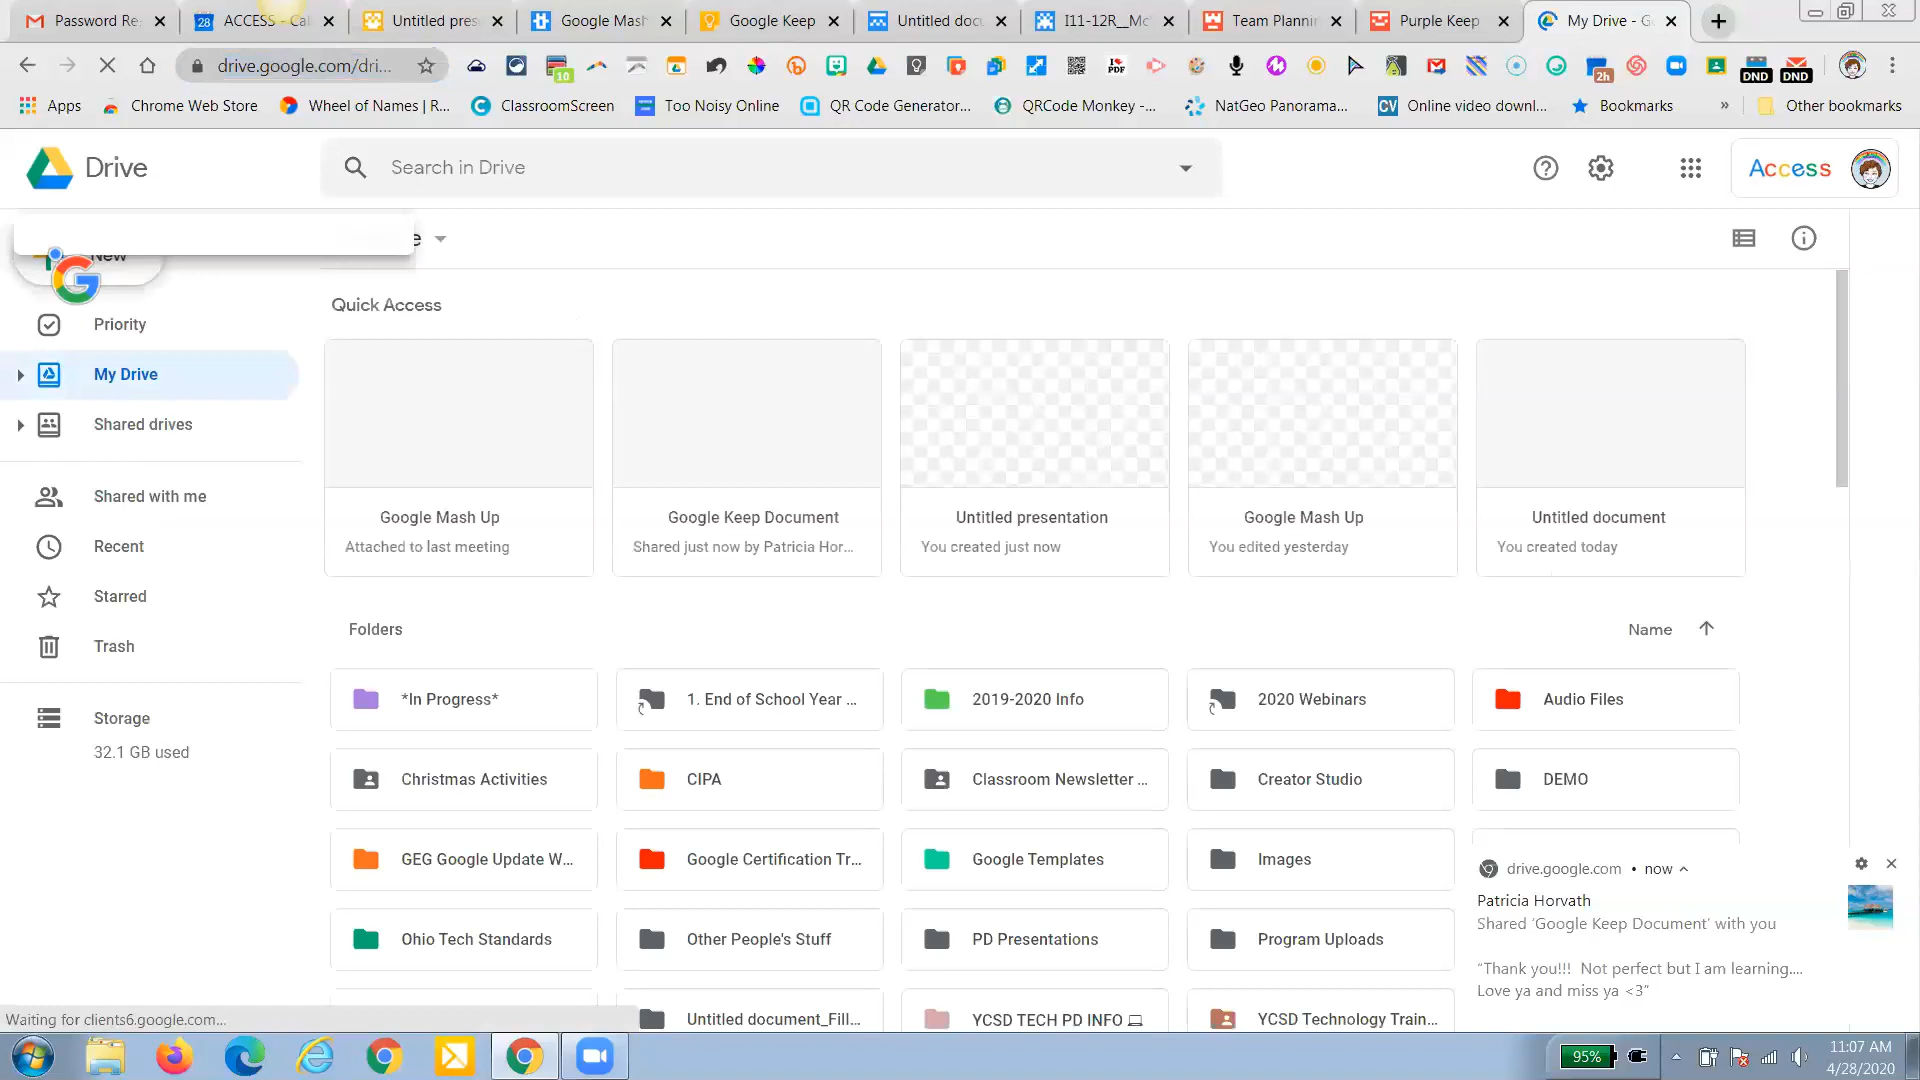 Password Re
28 ACCESS - Cal
Untitled pres
Google Mash
Google Keep
Untitled docu
I11-12R_Mc
Team Plannin
Purple Keep
My Drive - G
drive.google.com/dri...
10
PDF
2h
DND
DND
Apps
Chrome Web Store
Wheel of Names | R...
ClassroomScreen
Too Noisy Online
QR Code Generator...
QRCode Monkey -...
NatGeo Panorama...
CV Online video downl...
Bookmarks
»
Other bookmarks
Drive
Search in Drive
Access
New
e
Priority
My Drive
Shared drives
Shared with me
Recent
Starred
Trash
Storage
32.1 GB used
Quick Access
Google Mash Up
Attached to last meeting
Google Keep Document
Shared just now by Patricia Hor...
Untitled presentation
You created just now
Google Mash Up
You edited yesterday
Untitled document
You created today
Folders
Name
*In Progress*
1. End of School Year ...
2019-2020 Info
2020 Webinars
Audio Files
Christmas Activities
CIPA
Classroom Newsletter ...
Creator Studio
DEMO
GEG Google Update W...
Google Certification Tr...
Google Templates
Images
Ohio Tech Standards
Other People's Stuff
PD Presentations
Program Uploads
Untitled document_Fill...
YCSD TECH PD INFO
YCSD Technology Train...
drive.google.com • now
Patricia Horvath
Shared 'Google Keep Document' with you
"Thank you!!! Not perfect but I am learning....
Love ya and miss ya <3"
Waiting for clients6.google.com...
95%
11:07 AM
4/28/2020